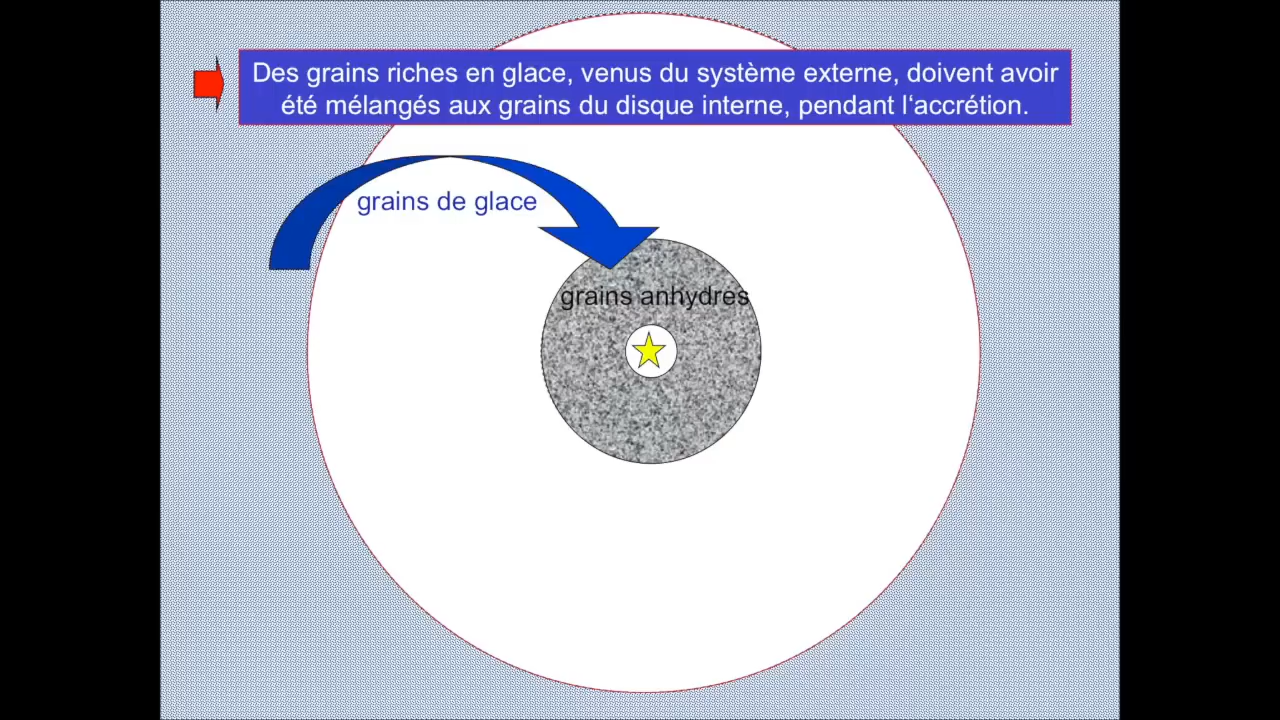 Des grains riches en glace, venus du système externe, doivent avoir
été mélangés aux grains du disque interne, pendant l‘accrétion.
grains de glace
grains anhydres